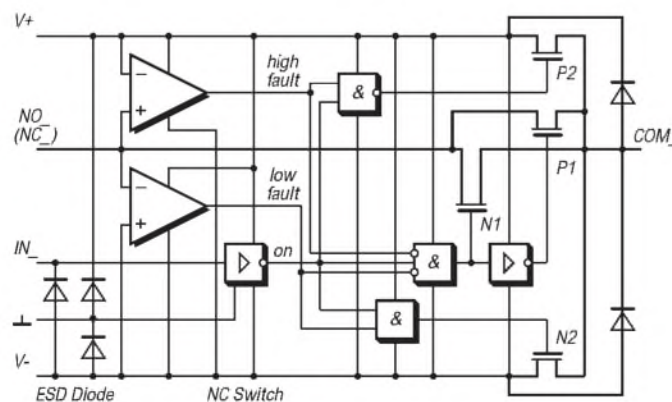 V+
high
fault
&
P2
NO_
(NC_)
COM_
P1
low
fault
N1
IN_
on
&
&
N2
V-
ESD Diode
NC Switch